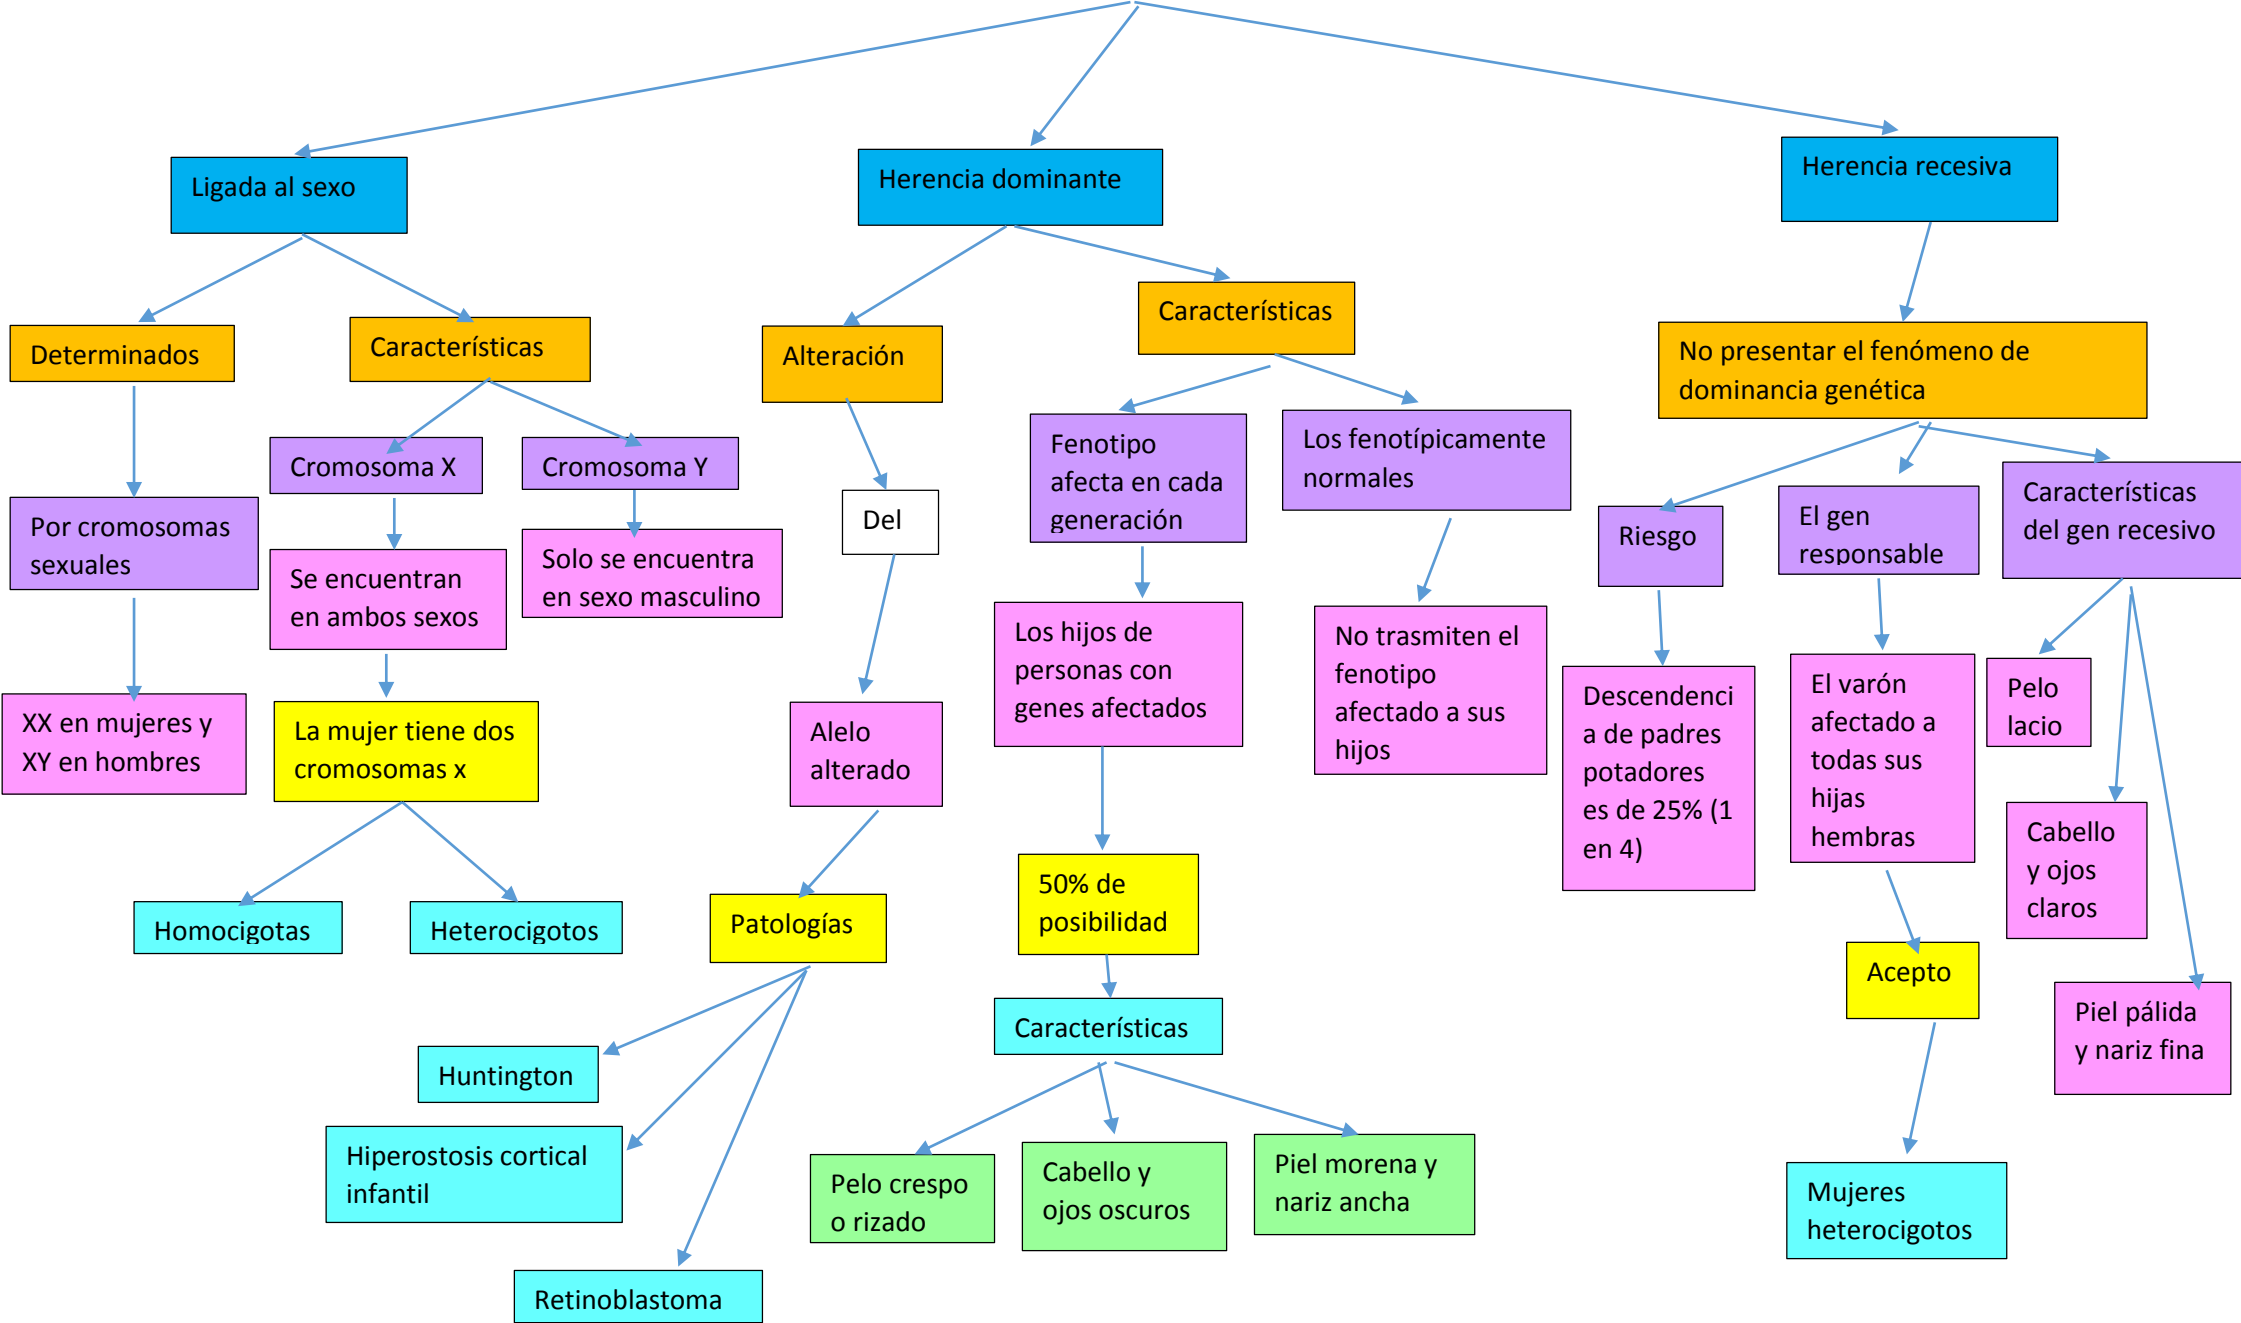 Ligada al sexo
Herencia dominante
Herencia recesiva
Determinados
Características
Alteración
Características
No presentar el fenómeno de
dominancia genética
Por cromosomas
sexuales
Cromosoma X
Cromosoma Y
Del
Fenotipo
afecta en cada
generación
Los fenotípicamente
normales
Riesgo
El gen
responsable
Características
del gen recesivo
XX en mujeres y
XY en hombres
Se encuentran
en ambos sexos
Solo se encuentra
en sexo masculino
La mujer tiene dos
cromosomas x
Homocigotas
Heterocigotos
Alelo
alterado
Patologías
Huntington
Hiperostosis cortical
infantil
Retinoblastoma
Los hijos de
personas con
genes afectados
No trasmiten el
fenotipo
afectado a sus
hijos
50% de
posibilidad
Características
Pelo crespo
o rizado
Cabello y
ojos oscuros
Piel morena y
nariz ancha
Descendenci
a de padres
potadores
es de 25% (1
en 4)
El varón
afectado a
todas sus
hijas
hembras
Acepto
Mujeres
heterocigotos
Pelo
lacio
Cabello
y ojos
claros
Piel pálida
y nariz fina